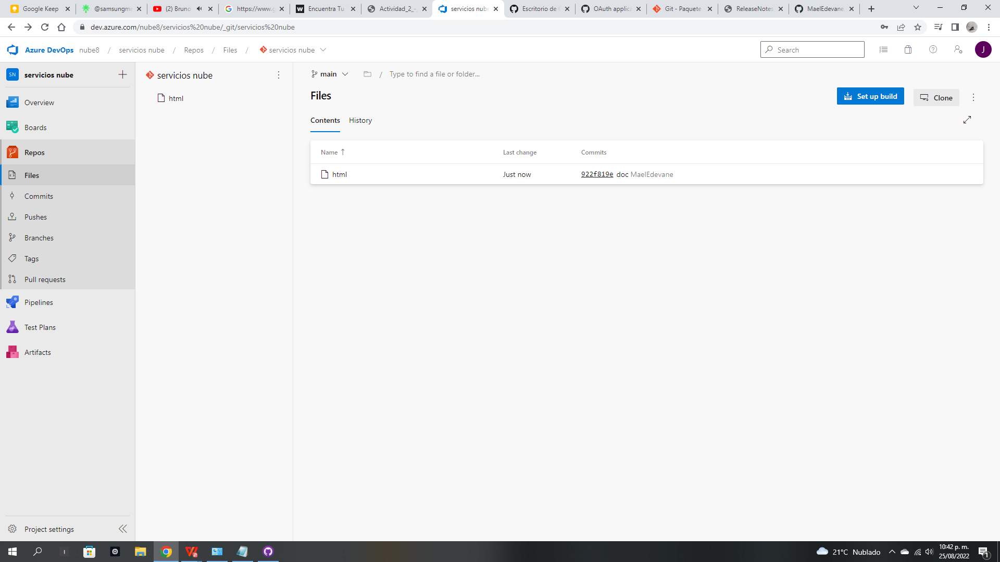 Google Keep
@samsungme
(2) Bruno
https://www.g
Encuentra Tu
Actividad_2_-
servicios nube
Escritorio de G
OAuth applica
Git - Paquete
ReleaseNotes
MaelEdevane
dev.azure.com/nube8/servicios%20nube/_git/servicios%20nube
Azure DevOps nube8 / servicios nube / Repos / Files / servicios nube
Search
J
SN servicios nube
Overview
Boards
Repos
Files
Commits
Pushes
Branches
Tags
Pull requests
Pipelines
Test Plans
Artifacts
Project settings
servicios nube
html
main / Type to find a file or folder...
Files
Set up build
Clone
Contents History
Name Last change Commits
html Just now 922f819e doc MaelEdevane
21°C Nublado
10:42 p. m.
25/08/2022
1